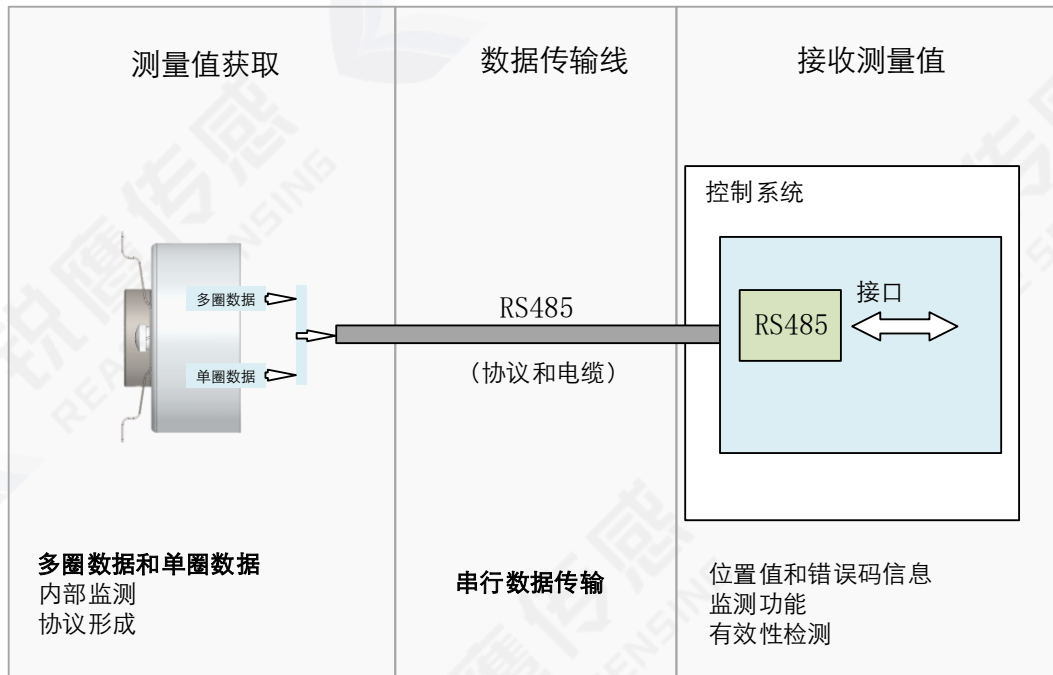 测量值获取
数据传输线
接收测量值
控制系统
多圈数据
单圈数据
RS485
（协议和电缆）
RS485
接口
多圈数据和单圈数据
内部监测
协议形成
串行数据传输
位置值和错误码信息
监测功能
有效性检测
锐鹰传感